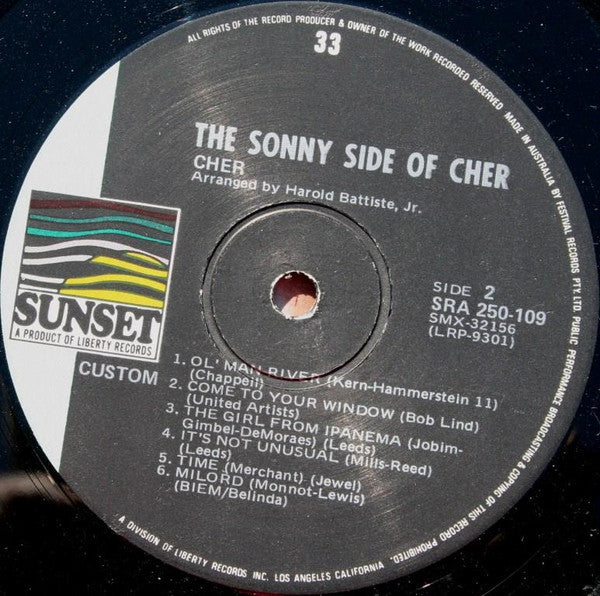 ALL RIGHTS OF THE RECORD PRODUCER & OWNER OF THE WORK RECORDED RESERVED MADE IN AUSTRALIA BY FESTIVAL RECORDS PTY. LTD. PUBLIC PERFORMANCE BROADCASTING & COPYING OF THIS RECORD PROHIBITED.
33
THE SONNY SIDE OF CHER
CHER
Arranged by Harold Battiste, Jr.
SUNSET
A PRODUCT OF LIBERTY RECORDS
CUSTOM
SIDE 2
SRA 250-109
SMX-32156
(LRP-9301)
1. OL' MAN RIVER (Kern-Hammerstein 11)
(Chappell)
2. COME TO YOUR WINDOW (Bob Lind)
(United Artists)
3. THE GIRL FROM IPANEMA (Jobim-
Gimbel-DeMoraes) (Leeds)
4. IT'S NOT UNUSUAL (Mills-Reed)
(Leeds)
5. TIME (Merchant) (Jewel)
6. MILORD (Monnot-Lewis)
(BIEM/Belinda)
A DIVISION OF LIBERTY RECORDS INC. LOS ANGELES CALIFORNIA